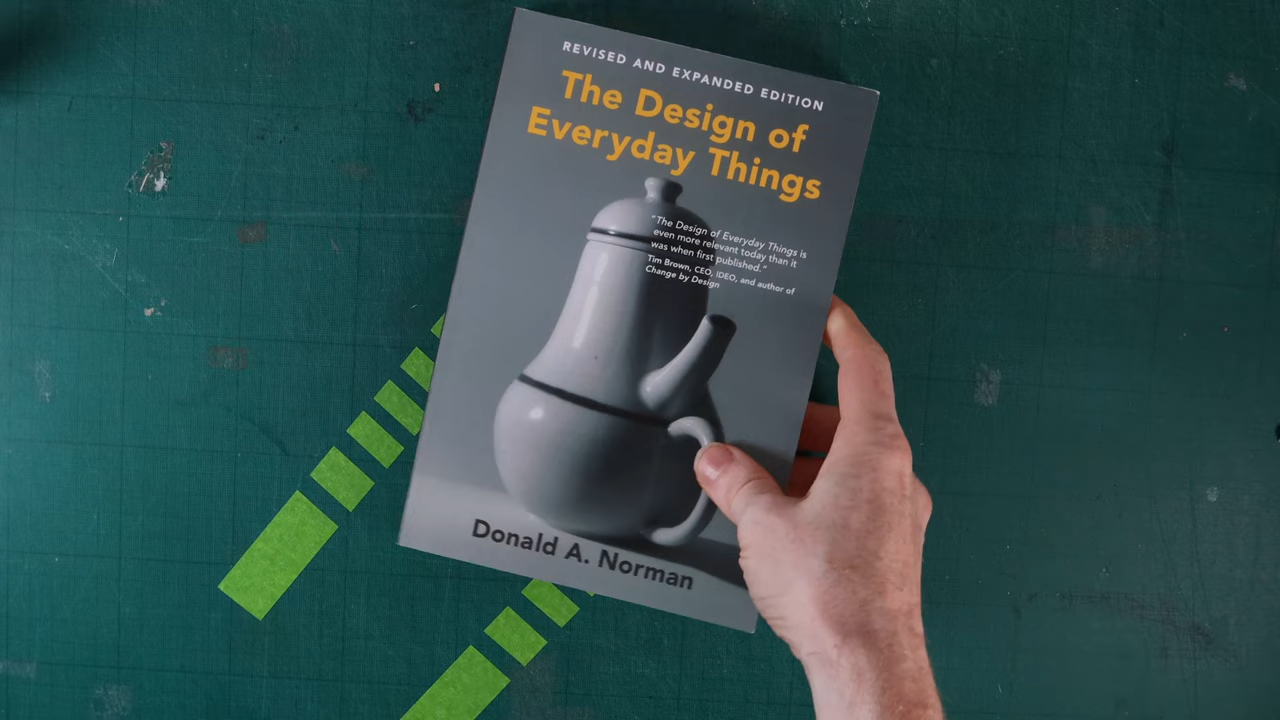 REVISED AND EXPANDED EDITION
The Design of
Everyday Things
"The Design of Everyday Things is
even more relevant today than it
was when first published."
Tim Brown, CEO, IDEO, and author of
Change by Design
Donald A. Norman